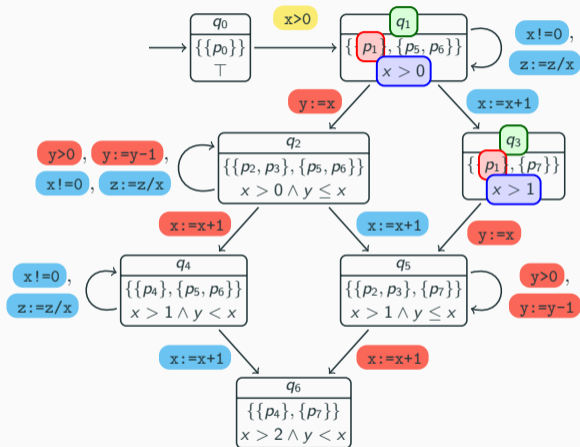 q0
{{p0}}
⊤
x>0
q1
{{p1}, {p5, p6}}
x > 0
x!=0,
z:=z/x
y:=x
x:=x+1
y>0, y:=y-1,
x!=0, z:=z/x
q2
{{p2, p3}, {p5, p6}}
x > 0 ∧ y ≤ x
q3
{{p1}, {p7}}
x > 1
x:=x+1
x:=x+1
y:=x
x!=0,
z:=z/x
q4
{{p4}, {p5, p6}}
x > 1 ∧ y < x
q5
{{p2, p3}, {p7}}
x > 1 ∧ y ≤ x
y>0,
y:=y-1
x:=x+1
x:=x+1
q6
{{p4}, {p7}}
x > 2 ∧ y < x